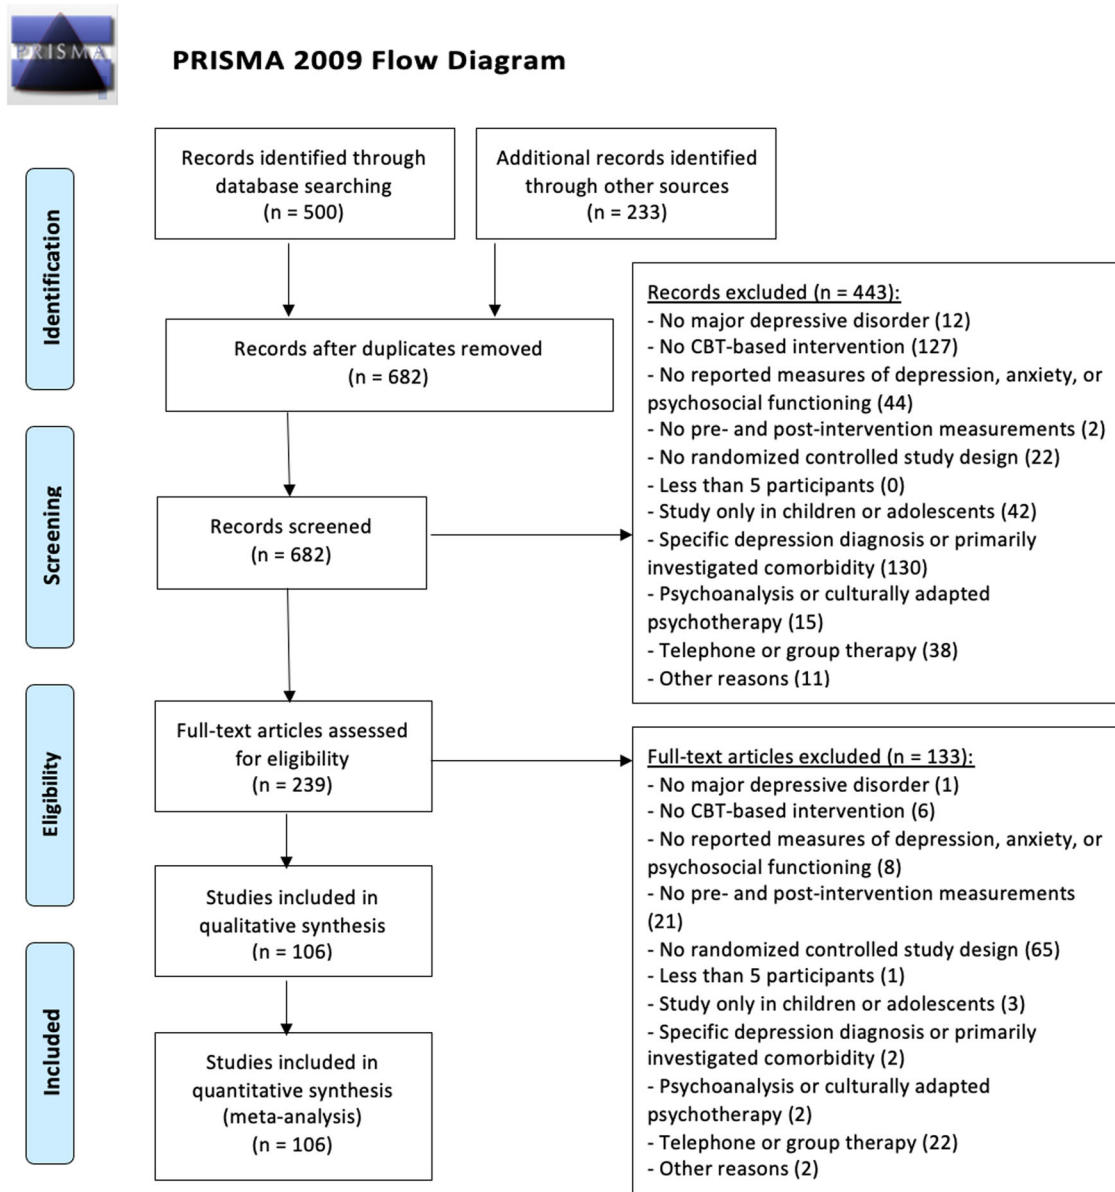 PRISMA
PRISMA 2009 Flow Diagram
Identification
Screening
Eligibility
Included
Records identified through
database searching
(n = 500)
Additional records identified
through other sources
(n = 233)
Records after duplicates removed
(n = 682)
Records screened
(n = 682)
Records excluded (n = 443):
- No major depressive disorder (12)
- No CBT-based intervention (127)
- No reported measures of depression, anxiety, or
psychosocial functioning (44)
- No pre- and post-intervention measurements (2)
- No randomized controlled study design (22)
- Less than 5 participants (0)
- Study only in children or adolescents (42)
- Specific depression diagnosis or primarily
investigated comorbidity (130)
- Psychoanalysis or culturally adapted
psychotherapy (15)
- Telephone or group therapy (38)
- Other reasons (11)
Full-text articles assessed
for eligibility
(n = 239)
Full-text articles excluded (n = 133):
- No major depressive disorder (1)
- No CBT-based intervention (6)
- No reported measures of depression, anxiety, or
psychosocial functioning (8)
- No pre- and post-intervention measurements
(21)
- No randomized controlled study design (65)
- Less than 5 participants (1)
- Study only in children or adolescents (3)
- Specific depression diagnosis or primarily
investigated comorbidity (2)
- Psychoanalysis or culturally adapted
psychotherapy (2)
- Telephone or group therapy (22)
- Other reasons (2)
Studies included in
qualitative synthesis
(n = 106)
Studies included in
quantitative synthesis
(meta-analysis)
(n = 106)